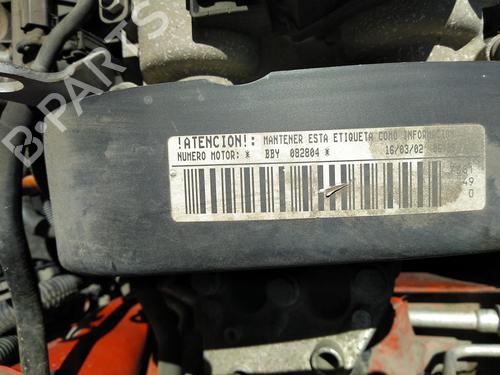 B-PARTS
!ATENCION!: MANTENER ESTA ETIQUETA COMO INFORMACION
NUMERO MOTOR: * BBY 082804 * 16/03/02